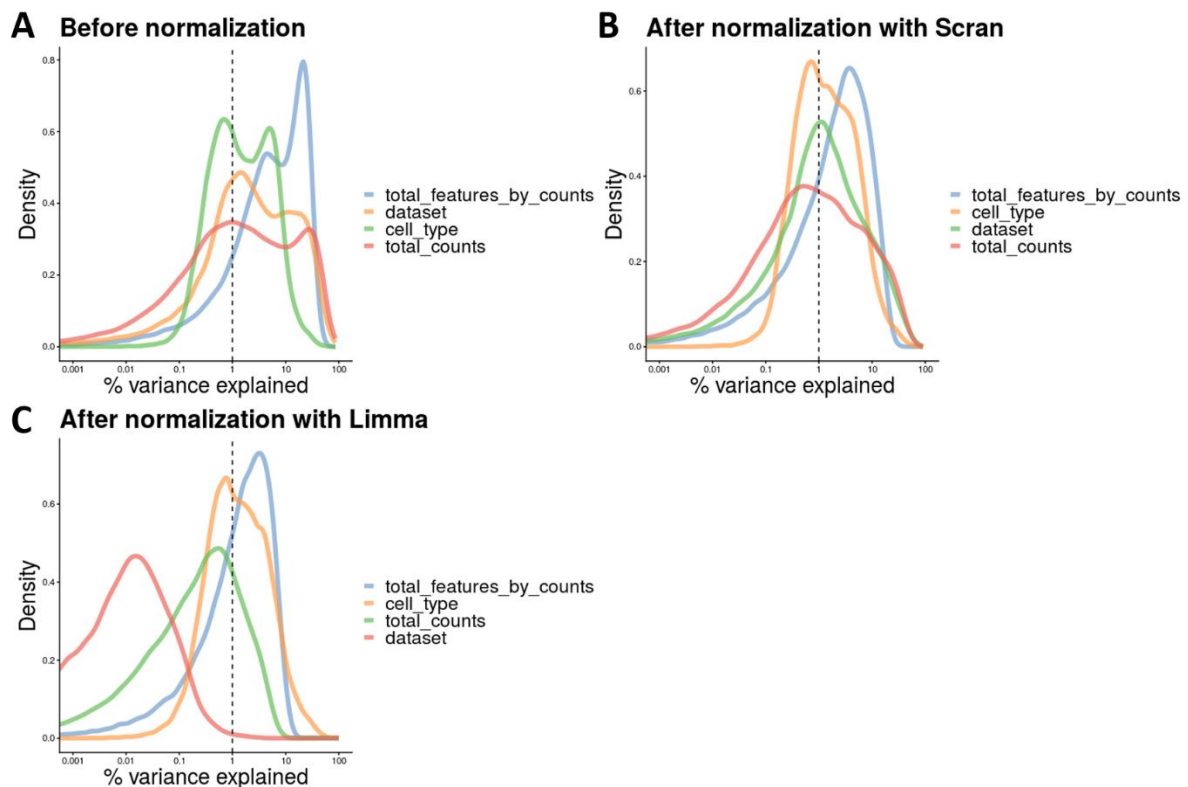 A Before normalization
0.8
0.6
0.4
0.2
0.0
Density
0.001 0.01 0.1 1 10 100
% variance explained
total_features_by_counts
dataset
cell_type
total_counts
B After normalization with Scran
0.6
0.4
0.2
0.0
Density
0.001 0.01 0.1 1 10 100
% variance explained
total_features_by_counts
cell_type
dataset
total_counts
C After normalization with Limma
0.6
0.4
0.2
0.0
Density
0.001 0.01 0.1 1 10 100
% variance explained
total_features_by_counts
cell_type
total_counts
dataset